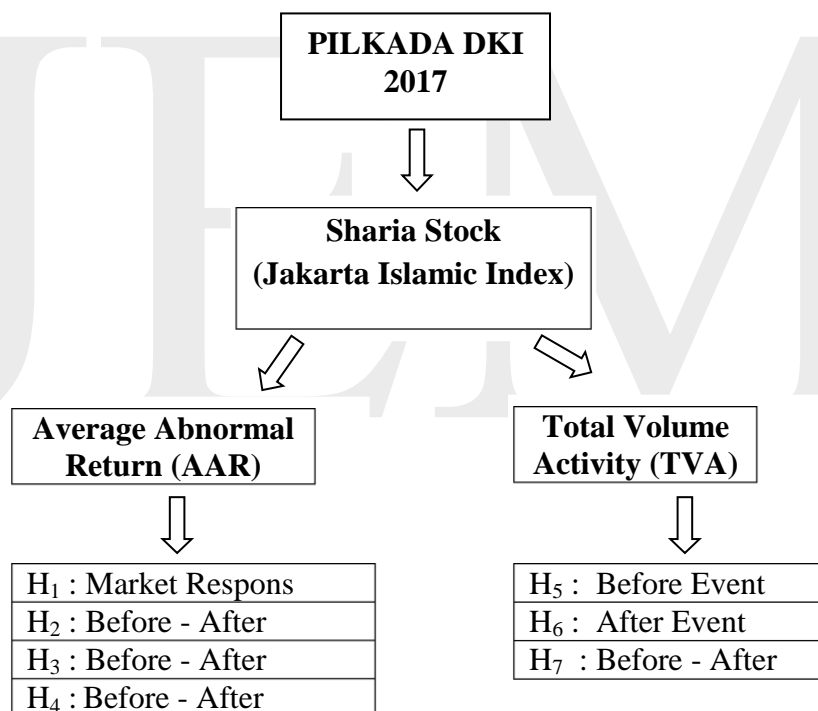 PILKADA DKI
2017
Sharia Stock
(Jakarta Islamic Index)
Average Abnormal
Return (AAR)
Total Volume
Activity (TVA)
H₁ : Market Respons
H₂ : Before - After
H₃ : Before - After
H₄ : Before - After
H₅ : Before Event
H₆ : After Event
H₇ : Before - After